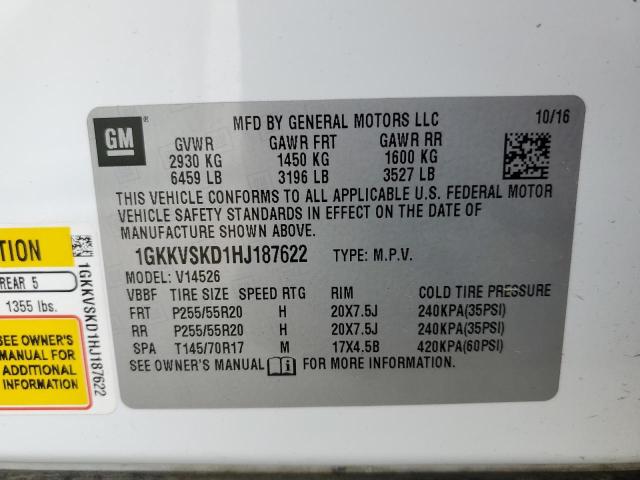 GM
MFD BY GENERAL MOTORS LLC
10/16
GVWR GAWR FRT GAWR RR
2930 KG 1450 KG 1600 KG
6459 LB 3196 LB 3527 LB
THIS VEHICLE CONFORMS TO ALL APPLICABLE U.S. FEDERAL MOTOR
VEHICLE SAFETY STANDARDS IN EFFECT ON THE DATE OF
MANUFACTURE SHOWN ABOVE.
1GKKVSKD1HJ187622 TYPE: M.P.V.
MODEL: V14526
VBBF TIRE SIZE SPEED RTG RIM COLD TIRE PRESSURE
FRT P255/55R20 H 20X7.5J 240KPA(35PSI)
RR P255/55R20 H 20X7.5J 240KPA(35PSI)
SPA T145/70R17 M 17X4.5B 420KPA(60PSI)
SEE OWNER'S MANUAL i FOR MORE INFORMATION.
TION
REAR 5
1355 lbs.
SEE OWNER'S
MANUAL FOR
ADDITIONAL
INFORMATION
1GKKVSKD1HJ187622